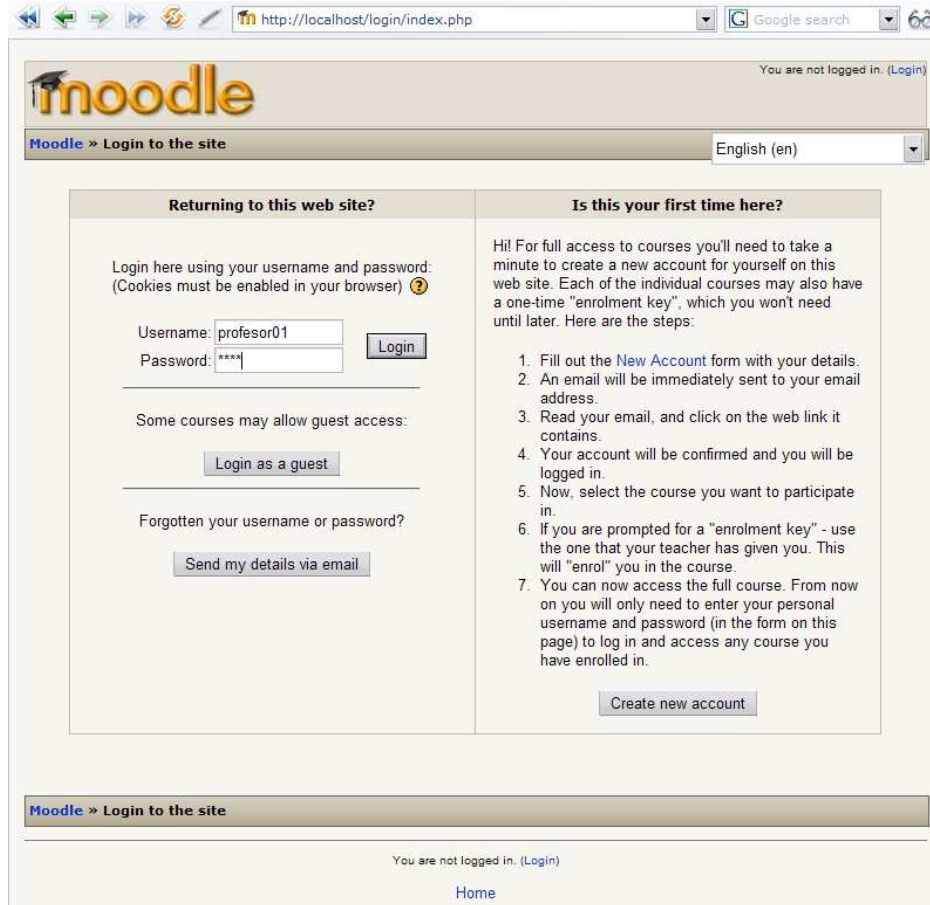 http://localhost/login/index.php
G Google search
moodle
You are not logged in. (Login)
Moodle » Login to the site
English (en)
Returning to this web site?
Login here using your username and password:
(Cookies must be enabled in your browser) ?
Username: profesor01
Password: ****
Login
Some courses may allow guest access:
Login as a guest
Forgotten your username or password?
Send my details via email
Is this your first time here?
Hi! For full access to courses you'll need to take a
minute to create a new account for yourself on this
web site. Each of the individual courses may also have
a one-time "enrolment key", which you won't need
until later. Here are the steps:
1. Fill out the New Account form with your details.
2. An email will be immediately sent to your email
address.
3. Read your email, and click on the web link it
contains.
4. Your account will be confirmed and you will be
logged in.
5. Now, select the course you want to participate
in.
6. If you are prompted for a "enrolment key" - use
the one that your teacher has given you. This
will "enrol" you in the course.
7. You can now access the full course. From now
on you will only need to enter your personal
username and password (in the form on this
page) to log in and access any course you
have enrolled in.
Create new account
Moodle » Login to the site
You are not logged in. (Login)
Home